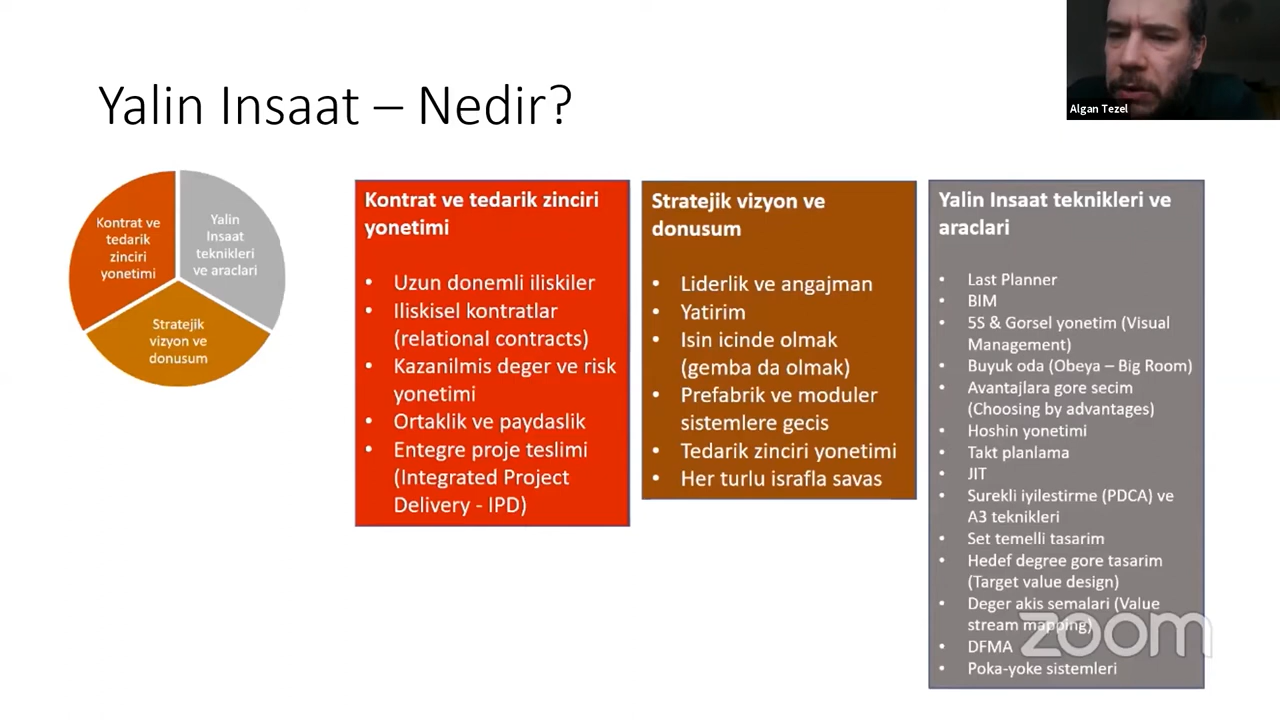 Algan Tezel
Yalin Insaat – Nedir?
Kontrat ve
tedarik
zinciri
yonetimi
Yalin
Insaat
teknikleri
ve araclari
Stratejik
vizyon ve
donusum
Kontrat ve tedarik zinciri
yonetimi
• Uzun donemli iliskiler
• Iliskisel kontratlar
(relational contracts)
• Kazanilmis deger ve risk
yonetimi
• Ortaklik ve paydaslik
• Entegre proje teslimi
(Integrated Project
Delivery - IPD)
Stratejik vizyon ve
donusum
• Liderlik ve angajman
• Yatirim
• Isin icinde olmak
(gemba da olmak)
• Prefabrik ve moduler
sistemlere gecis
• Tedarik zinciri yonetimi
• Her turlu israfla savas
Yalin Insaat teknikleri ve
araclari
• Last Planner
• BIM
• 5S & Gorsel yonetim (Visual
Management)
• Buyuk oda (Obeya – Big Room)
• Avantajlara gore secim
(Choosing by advantages)
• Hoshin yonetimi
• Takt planlama
• JIT
• Surekli iyilestirme (PDCA) ve
A3 teknikleri
• Set temelli tasarim
• Hedef degree gore tasarim
(Target value design)
• Deger akis semalari (Value
stream mapping)
• DFMA
• Poka-yoke sistemleri
zoom